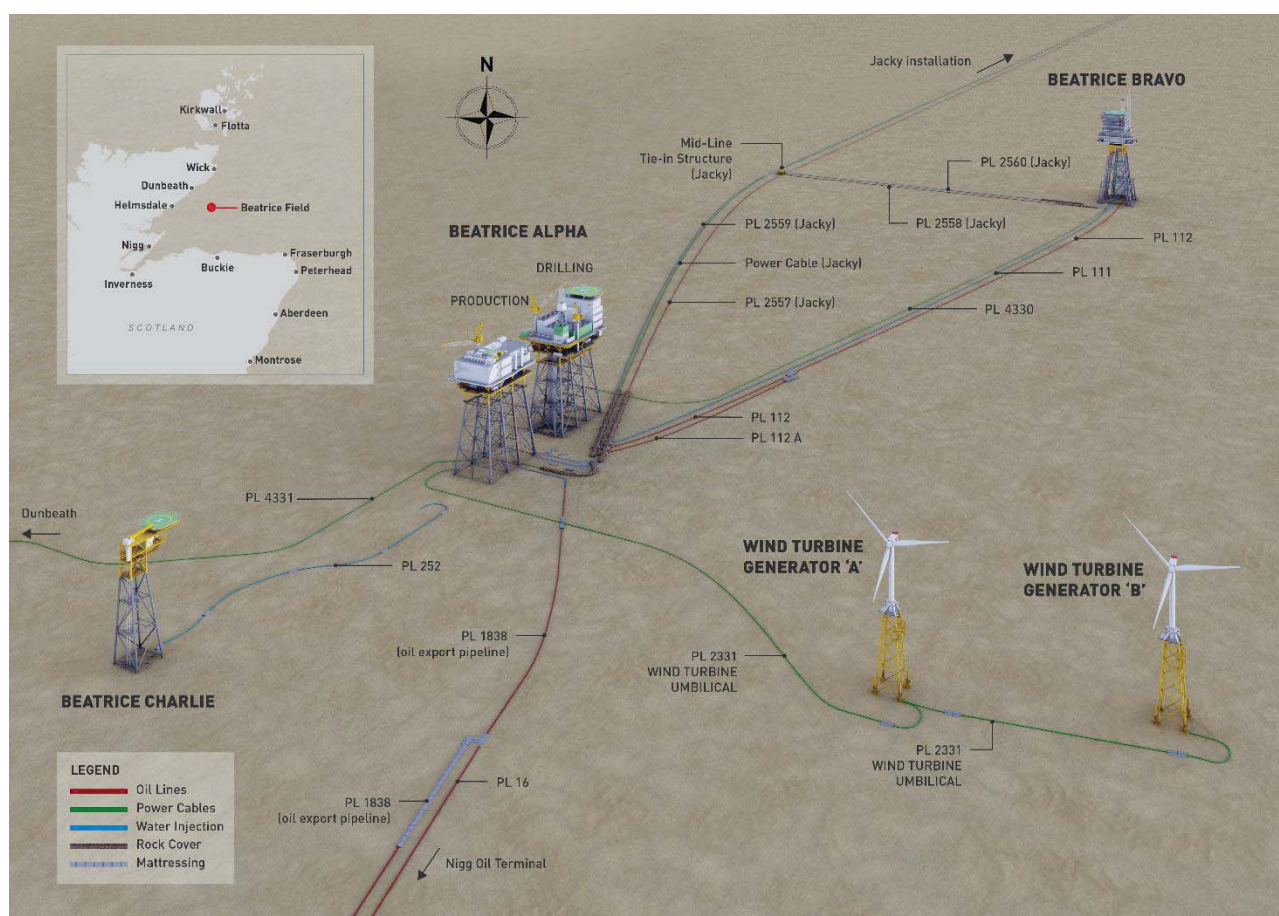 Kirkwall
Flotta
Wick
Dunbeath
Helmsdale
Beatrice Field
Nigg
Buckie
Fraserburgh
Peterhead
Inverness
Aberdeen
SCOTLAND
Montrose
N
Jacky installation
BEATRICE BRAVO
Mid-Line
Tie-in Structure
(Jacky)
PL 2560 (Jacky)
PL 2559 (Jacky)
PL 2558 (Jacky)
BEATRICE ALPHA
PL 112
DRILLING
Power Cable (Jacky)
PL 111
PRODUCTION
PL 2557 (Jacky)
PL 4330
PL 112
PL 112 A
PL 4331
Dunbeath
WIND TURBINE
GENERATOR 'A'
WIND TURBINE
GENERATOR 'B'
PL 252
PL 1838
(oil export pipeline)
PL 2331
WIND TURBINE
UMBILICAL
BEATRICE CHARLIE
PL 2331
WIND TURBINE
UMBILICAL
LEGEND
Oil Lines
Power Cables
Water Injection
Rock Cover
Mattressing
PL 16
PL 1838
(oil export pipeline)
Nigg Oil Terminal